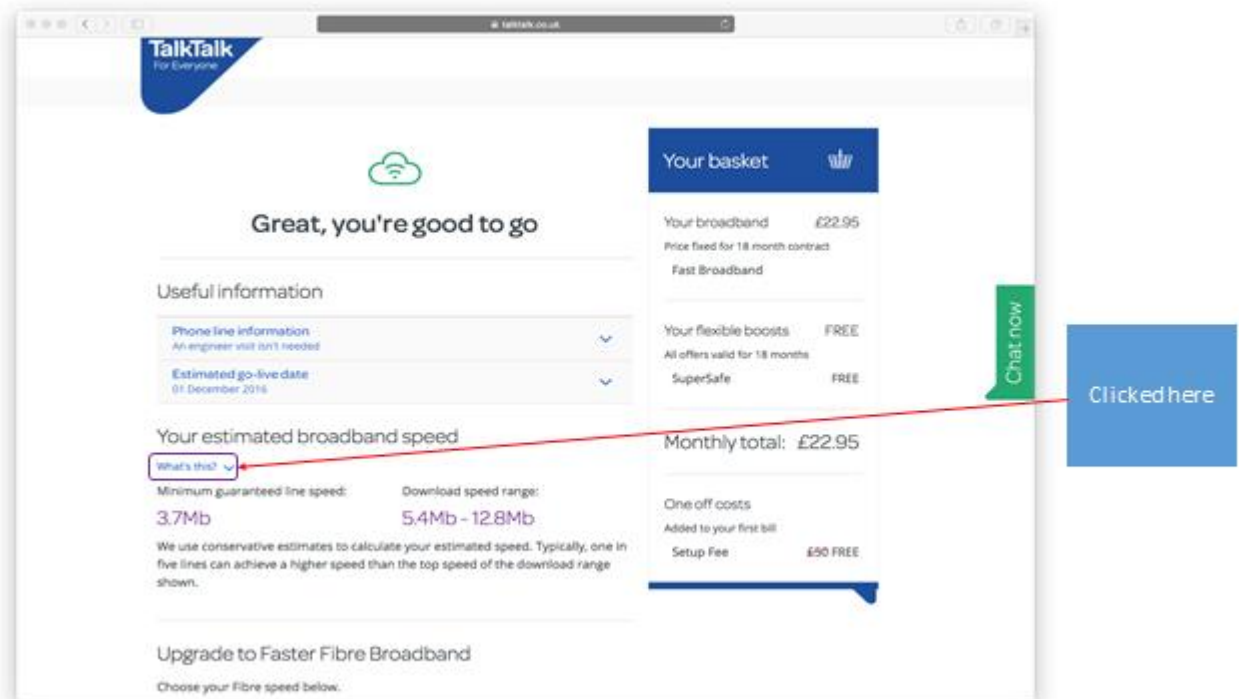 talktalk.co.uk
TalkTalk
For Everyone
Great, you're good to go
Useful information
Phone line information
An engineer visit isn't needed
Estimated go-live date
01 December 2016
Your estimated broadband speed
What's this?
Minimum guaranteed line speed: Download speed range:
3.7Mb 5.4Mb - 12.8Mb
We use conservative estimates to calculate your estimated speed. Typically, one in
five lines can achieve a higher speed than the top speed of the download range
shown.
Upgrade to Faster Fibre Broadband
Choose your Fibre speed below.
Your basket
Your broadband £22.95
Price fixed for 18 month contract
Fast Broadband
Your flexible boosts FREE
All offers valid for 18 months
SuperSafe FREE
Monthly total: £22.95
One off costs
Added to your first bill
Setup Fee £50 FREE
Chat now
Clicked here